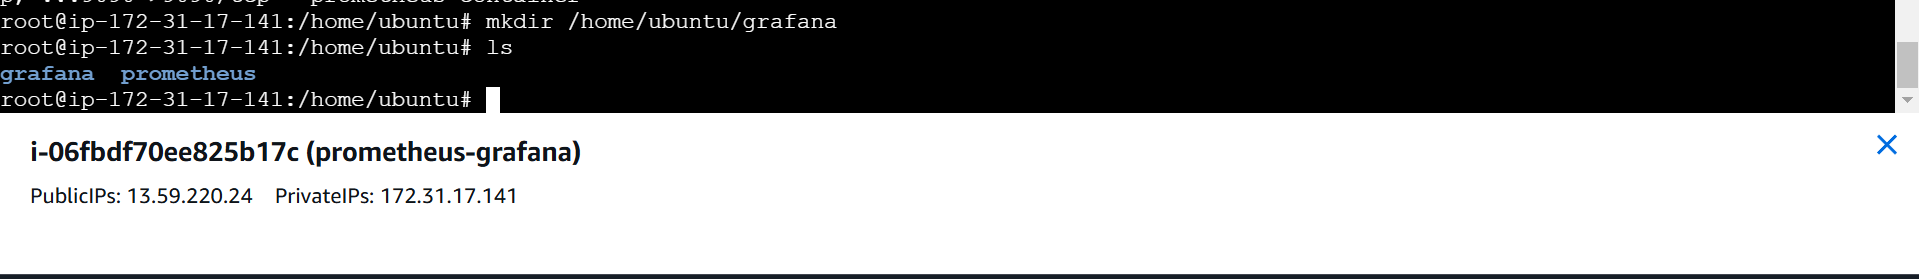 root@ip-172-31-17-141:/home/ubuntu# mkdir /home/ubuntu/grafana
root@ip-172-31-17-141:/home/ubuntu# ls
grafana  prometheus
root@ip-172-31-17-141:/home/ubuntu#
i-06fbdf70ee825b17c (prometheus-grafana)
PublicIPs: 13.59.220.24    PrivateIPs: 172.31.17.141